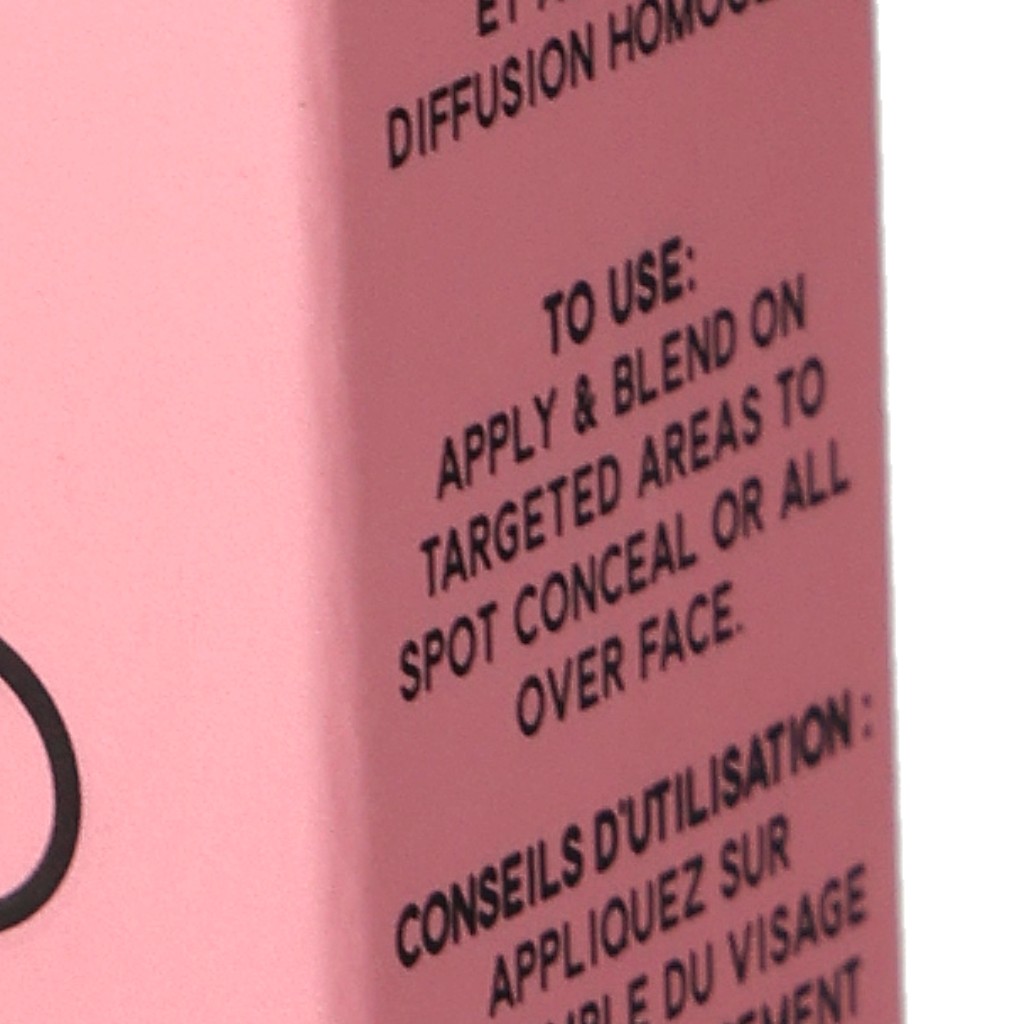 ET
DIFFUSION
TO USE:
APPLY & BLEND ON
TARGETED AREAS TO
SPOT CONCEAL OR ALL
OVER FACE.
CONSEILS D'UTILISATION :
APPLIQUEZ SUR
DU VISAGE